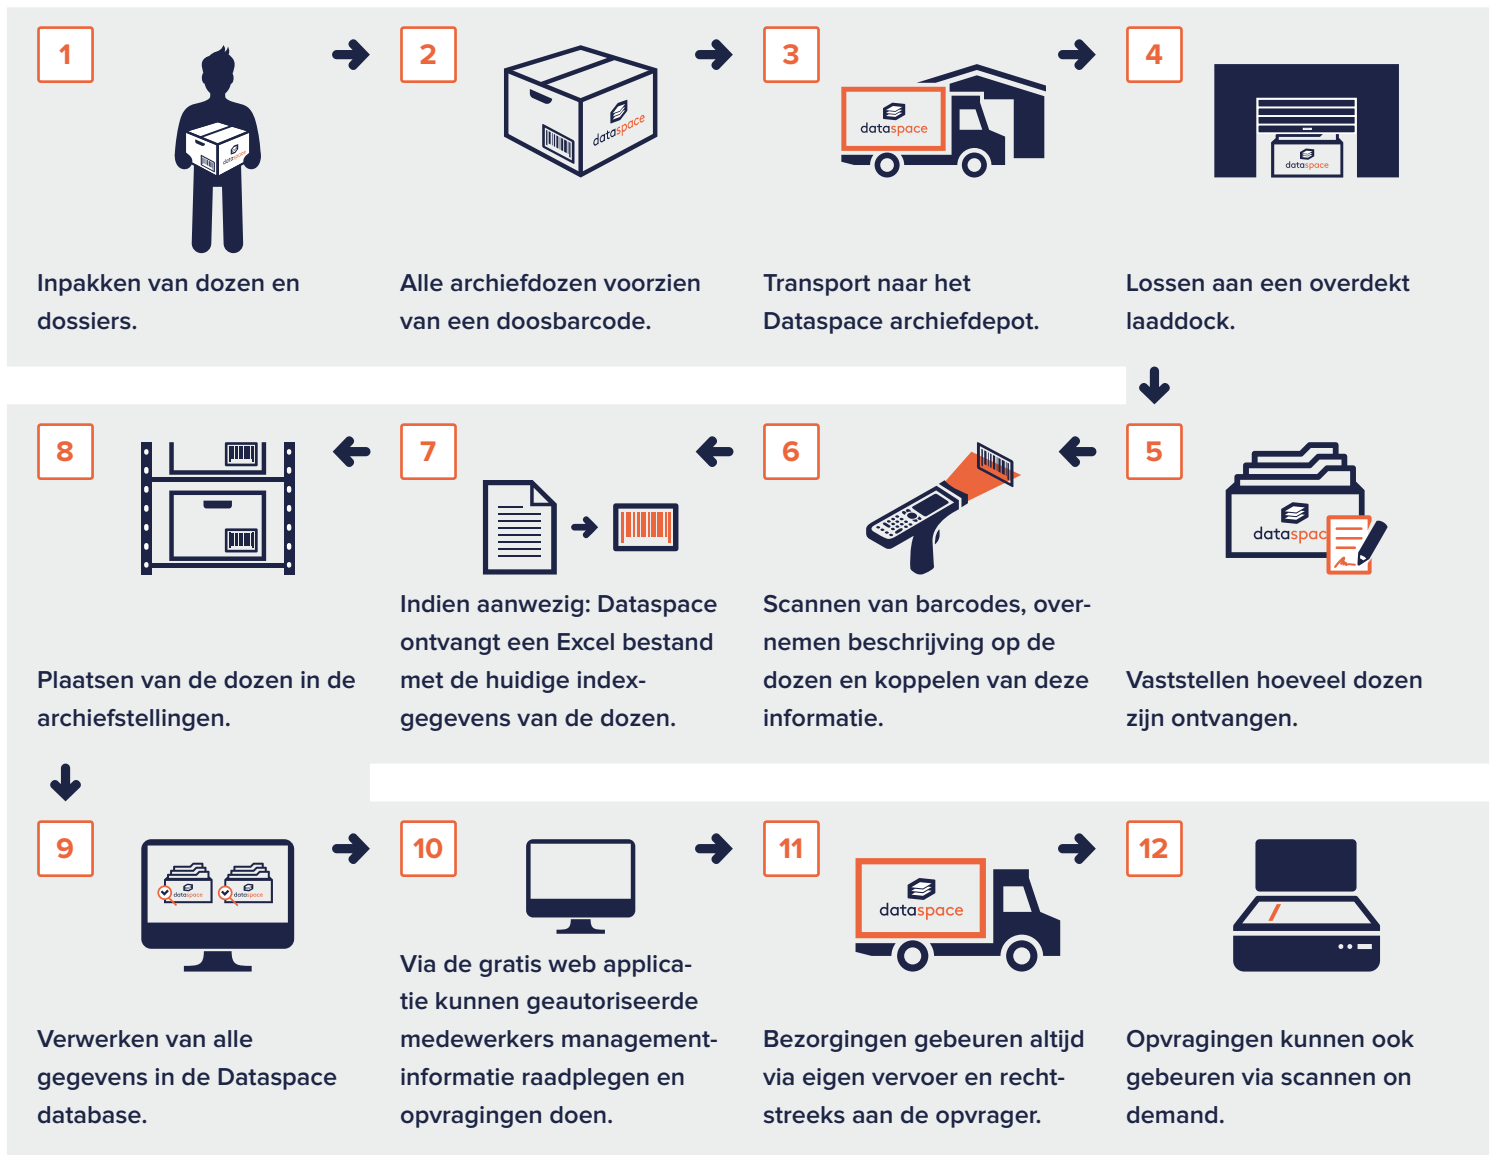 1
Inpakken van dozen en
dossiers.
dataspace
2
Alle archiefdozen voorzien
van een doosbarcode.
dataspace
3
Transport naar het
Dataspace archiefdepot.
dataspace
4
Lossen aan een overdekt
laaddock.
dataspace
5
dataspac
Vaststellen hoeveel dozen
zijn ontvangen.
6
Scannen van barcodes, over-
nemen beschrijving op de
dozen en koppelen van deze
informatie.
7
Indien aanwezig: Dataspace
ontvangt een Excel bestand
met de huidige index-
gegevens van de dozen.
8
Plaatsen van de dozen in de
archiefstellingen.
9
dataspace
dataspace
Verwerken van alle
gegevens in de Dataspace
database.
10
Via de gratis web applica-
tie kunnen geautoriseerde
medewerkers management-
informatie raadplegen en
opvragingen doen.
11
dataspace
Bezorgingen gebeuren altijd
via eigen vervoer en recht-
streeks aan de opvrager.
12
Opvragingen kunnen ook
gebeuren via scannen on
demand.